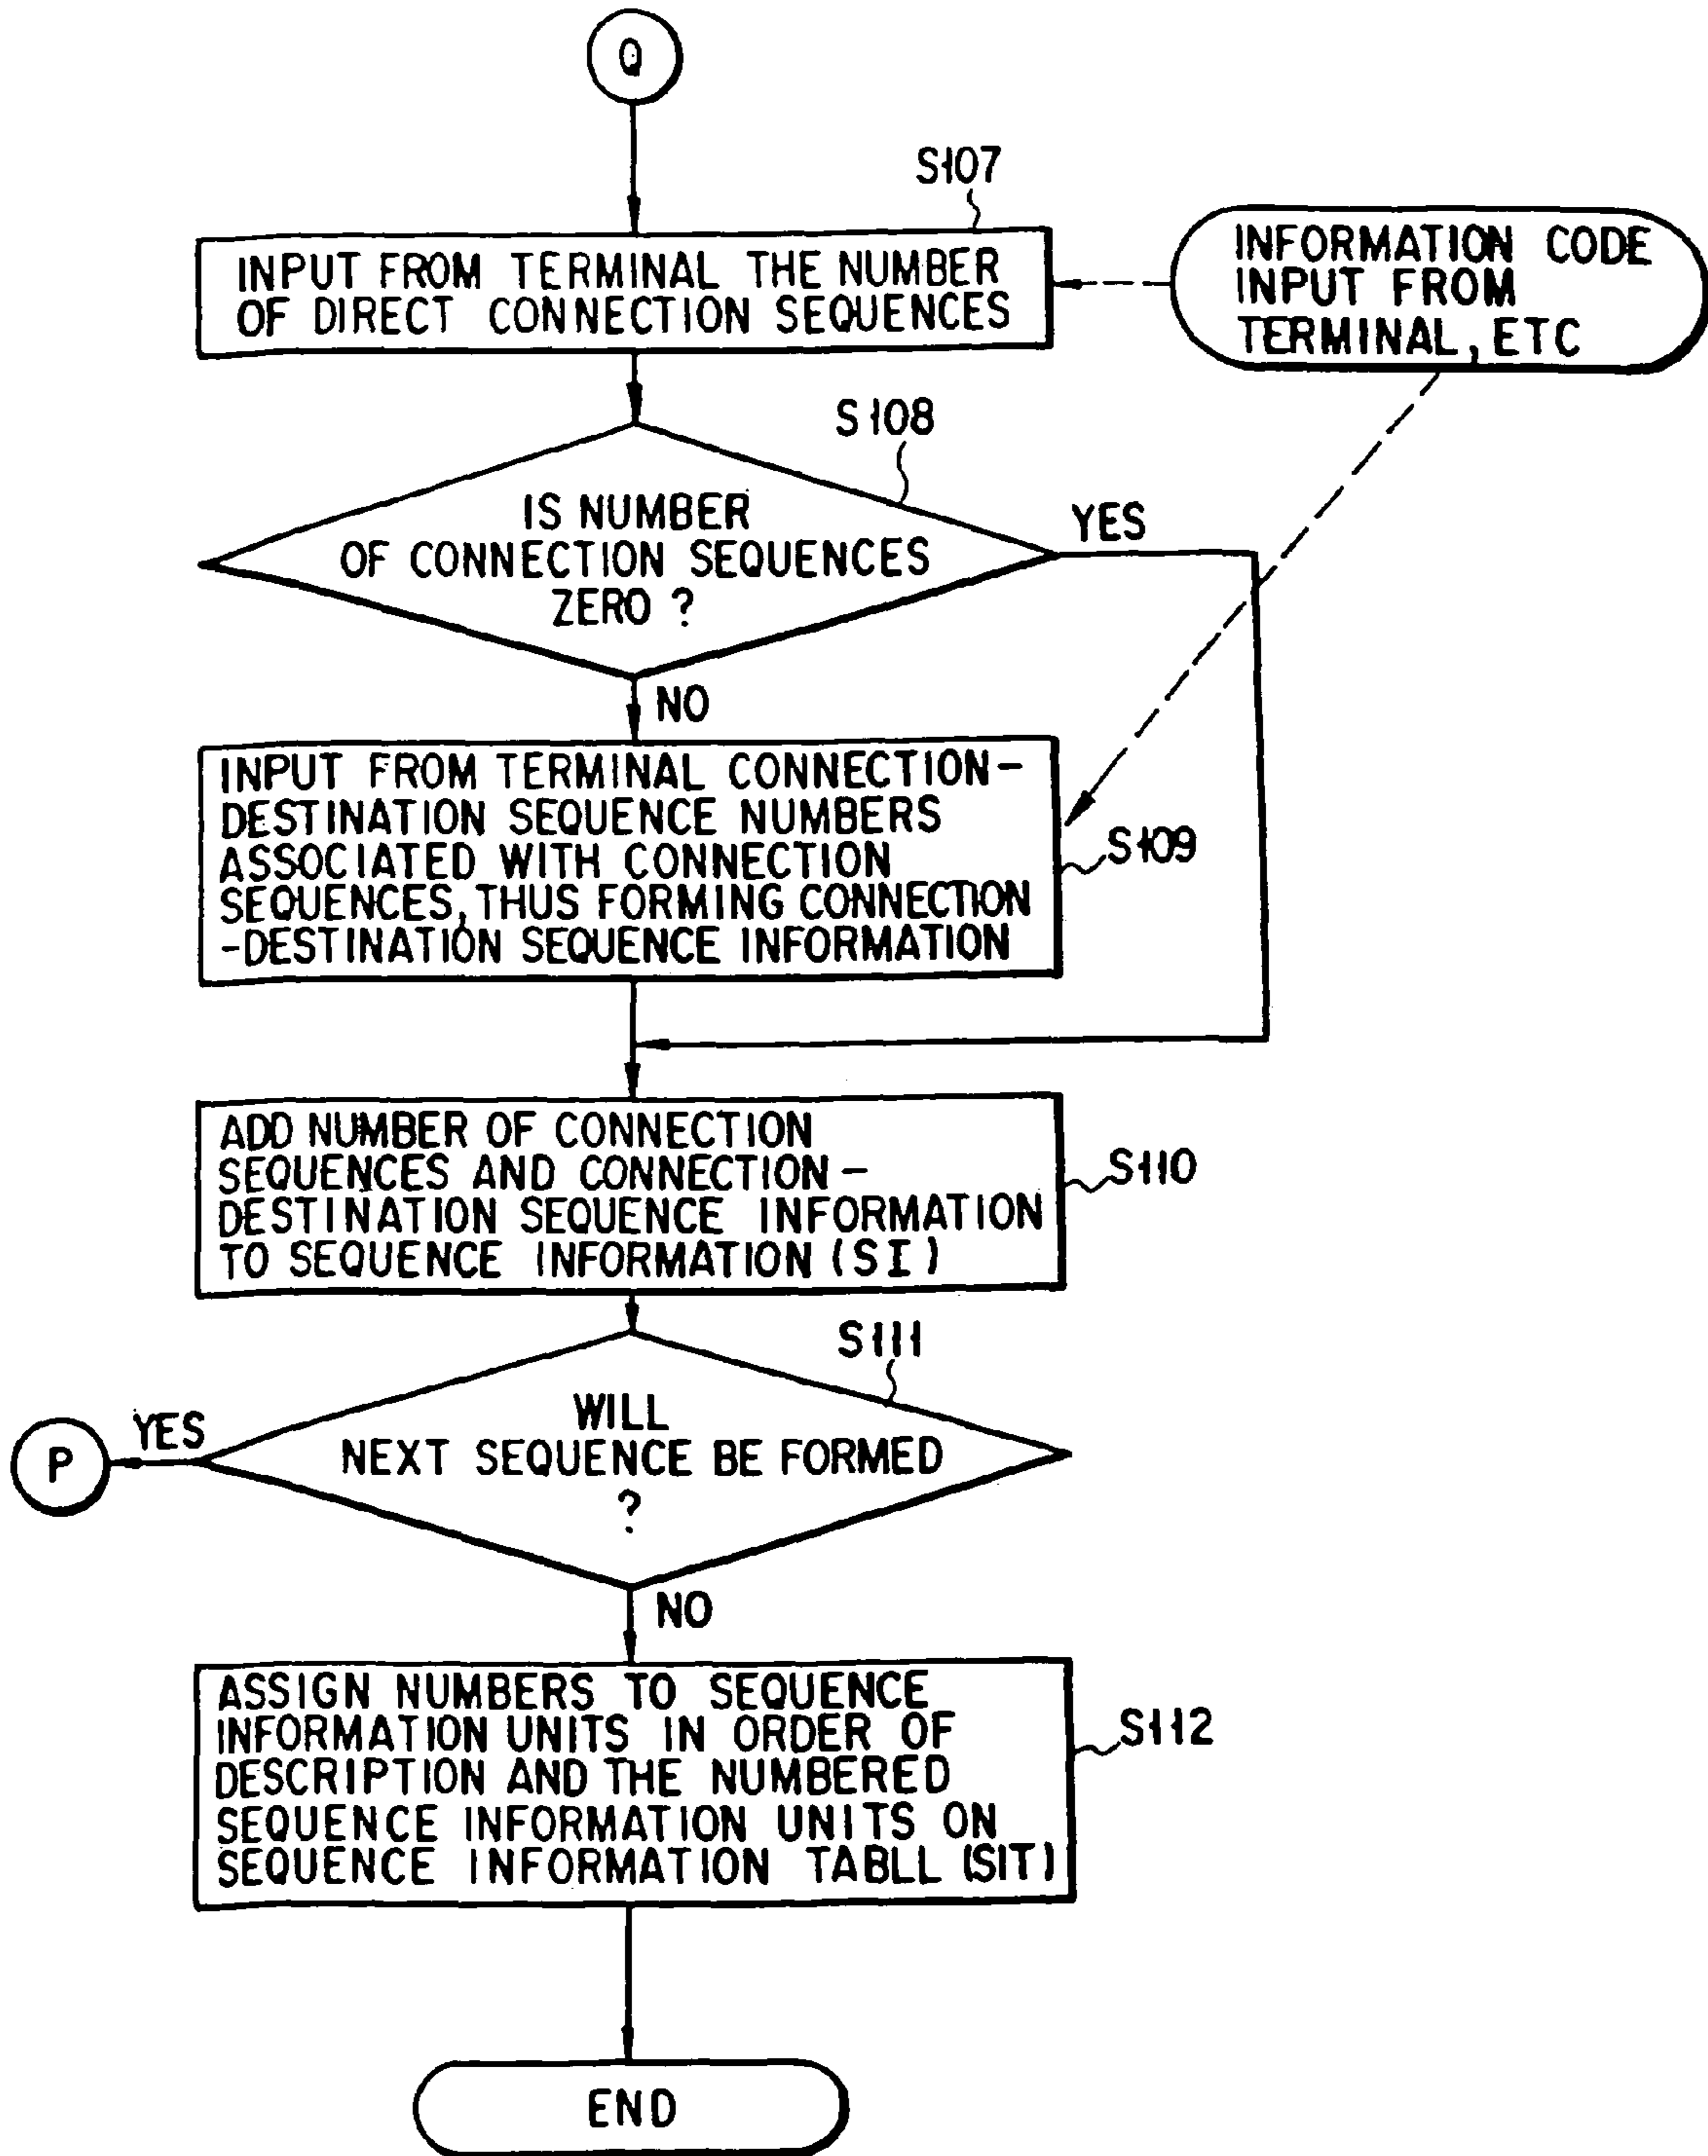 Q
S107
INPUT FROM TERMINAL THE NUMBER
OF DIRECT CONNECTION SEQUENCES
INFORMATION CODE
INPUT FROM
TERMINAL, ETC
S108
IS NUMBER
OF CONNECTION SEQUENCES
ZERO ?
YES
NO
INPUT FROM TERMINAL CONNECTION-
DESTINATION SEQUENCE NUMBERS
ASSOCIATED WITH CONNECTION
SEQUENCES, THUS FORMING CONNECTION
-DESTINATION SEQUENCE INFORMATION
S109
ADD NUMBER OF CONNECTION
SEQUENCES AND CONNECTION-
DESTINATION SEQUENCE INFORMATION
TO SEQUENCE INFORMATION (SI)
S110
S111
WILL
NEXT SEQUENCE BE FORMED
?
YES
P
NO
ASSIGN NUMBERS TO SEQUENCE
INFORMATION UNITS IN ORDER OF
DESCRIPTION AND THE NUMBERED
SEQUENCE INFORMATION UNITS ON
SEQUENCE INFORMATION TABLL (SIT)
S112
END